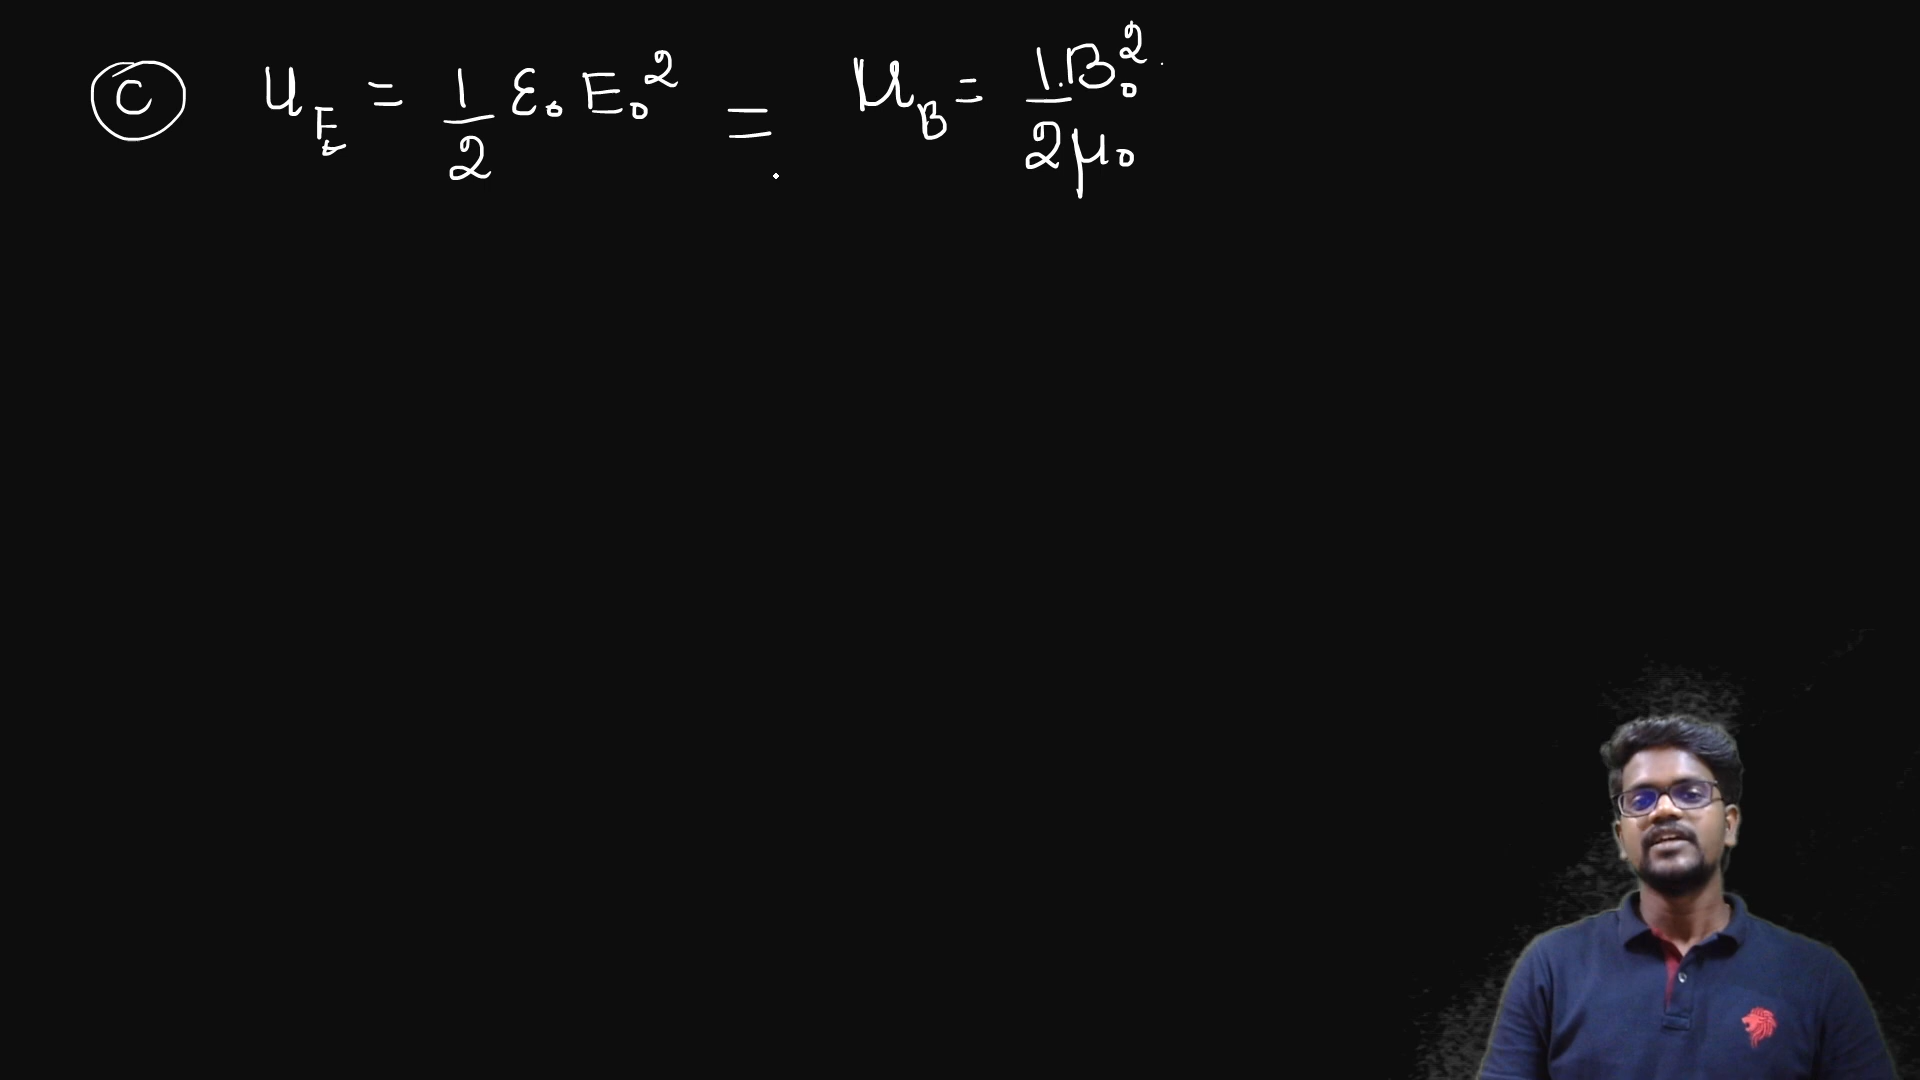 C U_E = 1/2 ε₀ E₀² = U_B = 1.B₀²/2μ₀